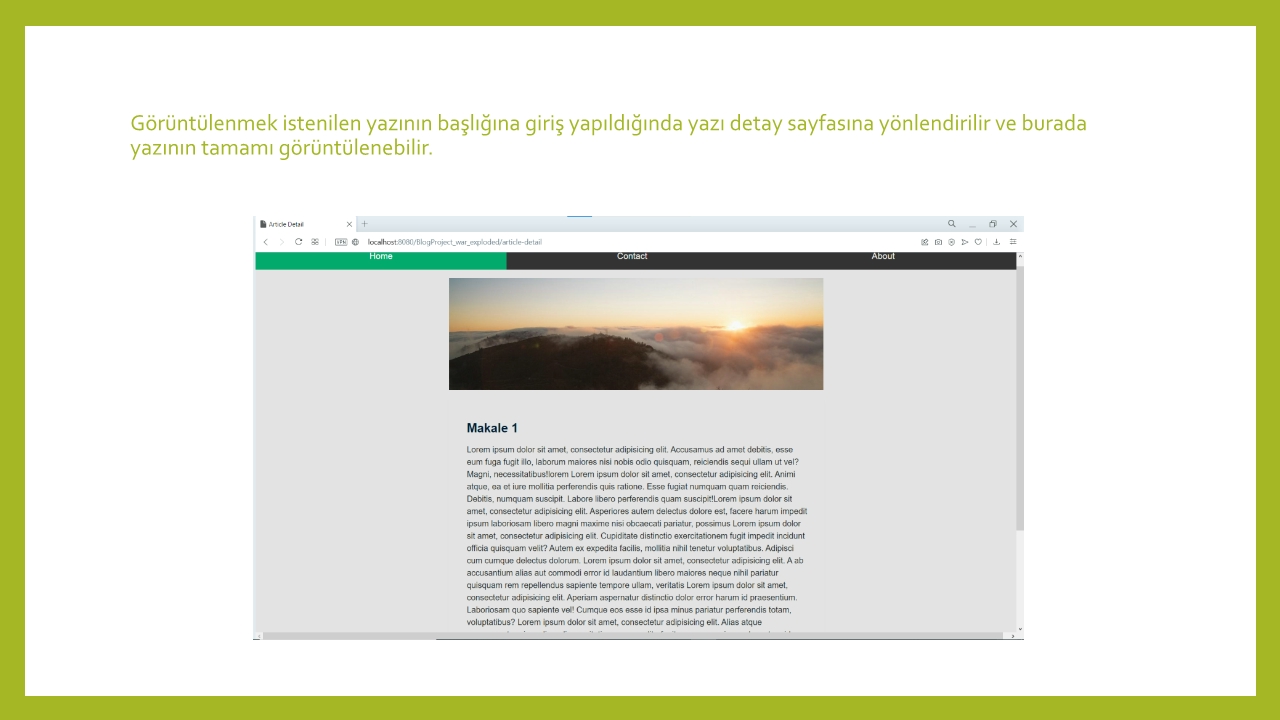 Görüntülenmek istenilen yazının başlığına giriş yapıldığında yazı detay sayfasına yönlendirilir ve burada
yazının tamamı görüntülenebilir.
Article Detail
VPN
localhost:8080/BlogProject_war_exploded/article-detail
Home Contact About
Makale 1
Lorem ipsum dolor sit amet, consectetur adipisicing elit. Accusamus ad amet debitis, esse
eum fuga fugit illo, laborum maiores nisi nobis odio quisquam, reiciendis sequi ullam ut vel?
Magni, necessitatibus!lorem Lorem ipsum dolor sit amet, consectetur adipisicing elit. Animi
atque, ea et iure mollitia perferendis quis ratione. Esse fugiat numquam quam reiciendis.
Debitis, numquam suscipit. Labore libero perferendis quam suscipit!Lorem ipsum dolor sit
amet, consectetur adipisicing elit. Asperiores autem delectus dolore est, facere harum impedit
ipsum laboriosam libero magni maxime nisi obcaecati pariatur, possimus Lorem ipsum dolor
sit amet, consectetur adipisicing elit. Cupiditate distinctio exercitationem fugit impedit incidunt
officia quisquam velit? Autem ex expedita facilis, mollitia nihil tenetur voluptatibus. Adipisci
cum cumque delectus dolorum. Lorem ipsum dolor sit amet, consectetur adipisicing elit. A ab
accusantium alias aut commodi error id laudantium libero maiores neque nihil pariatur
quisquam rem repellendus sapiente tempore ullam, veritatis Lorem ipsum dolor sit amet,
consectetur adipisicing elit. Aperiam aspernatur distinctio dolor error harum id praesentium.
Laboriosam quo sapiente vel! Cumque eos esse id ipsa minus pariatur perferendis totam,
voluptatibus? Lorem ipsum dolor sit amet, consectetur adipisicing elit. Alias atque